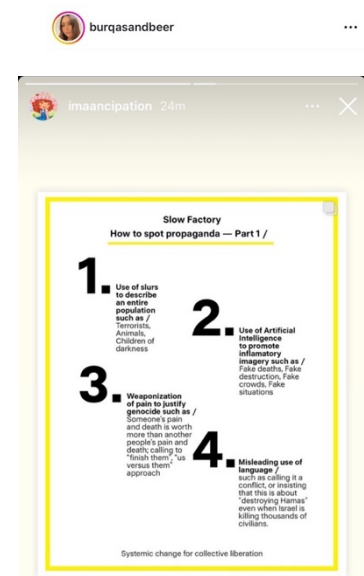 burqasandbeer
imaancipation 24m
Slow Factory
How to spot propaganda — Part 1 /
1.
Use of slurs
to describe
an entire
population
such as /
Terrorists,
Animals,
Children of
darkness
2.
Use of Artificial
Intelligence
to promote
inflamatory
imagery such as /
Fake deaths, Fake
destruction, Fake
crowds, Fake
situations
3.
Weaponization
of pain to justify
genocide such as /
Someone's pain
and death is worth
more than another
people's pain and
death; calling to
"finish them", "us
versus them"
approach
4.
Misleading use of
language /
such as calling it a
conflict, or insisting
that this is about
"destroying Hamas"
even when Israel is
killing thousands of
civilians.
Systemic change for collective liberation